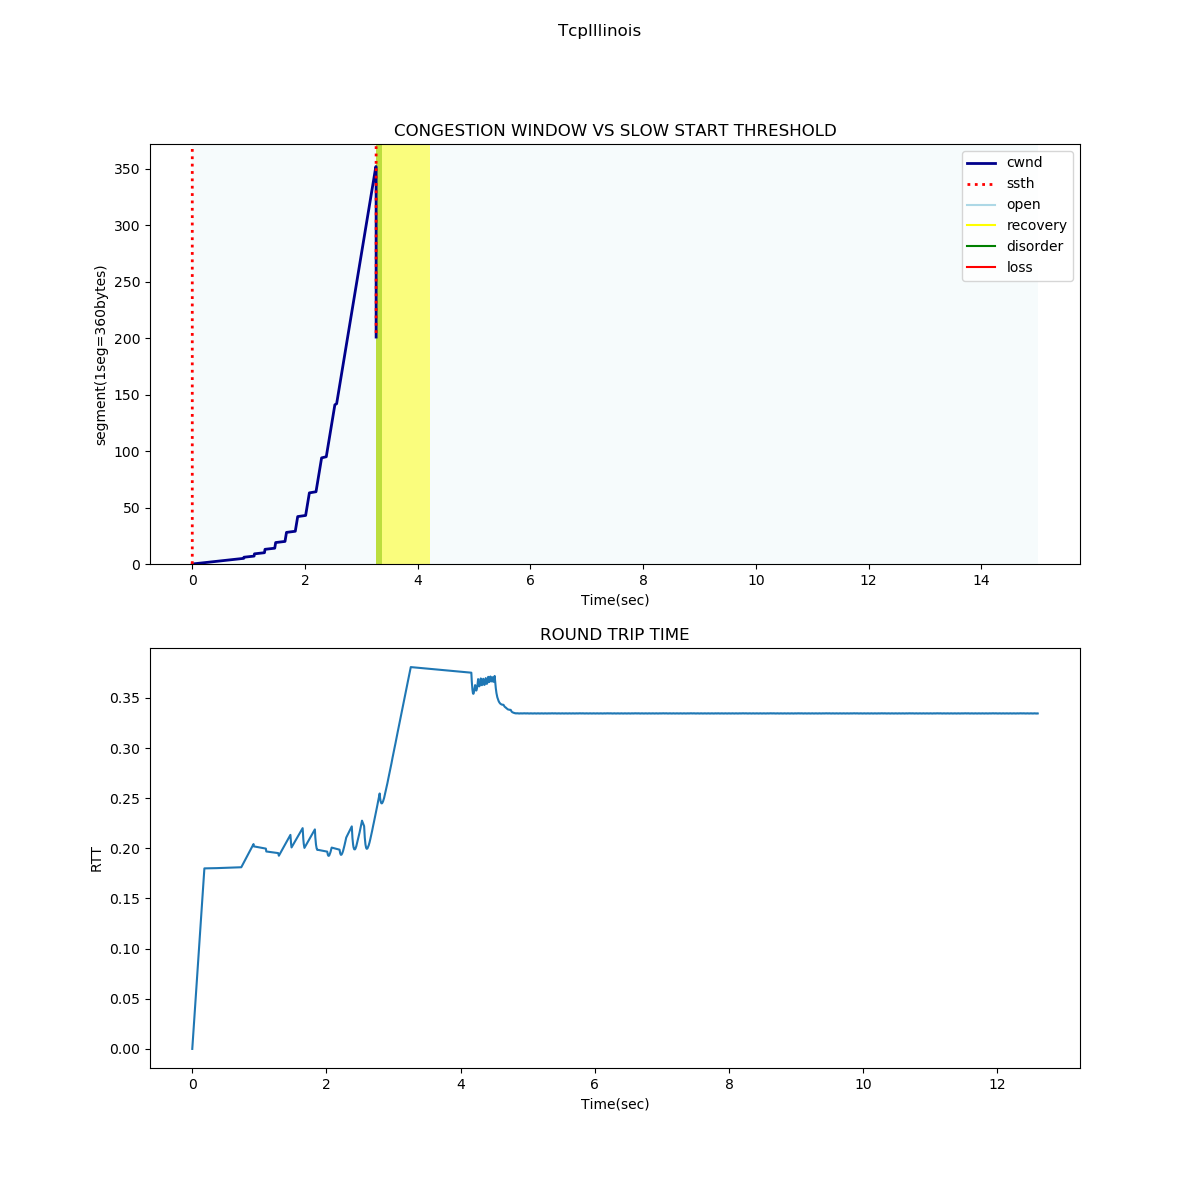 TcpIllinois
CONGESTION WINDOW VS SLOW START THRESHOLD
segment(1seg=360bytes)
350
300
250
200
150
100
50
0
cwnd
ssth
open
recovery
disorder
loss
0 2 4 6 8 10 12 14
Time(sec)
ROUND TRIP TIME
RTT
0.35
0.30
0.25
0.20
0.15
0.10
0.05
0.00
0 2 4 6 8 10 12
Time(sec)